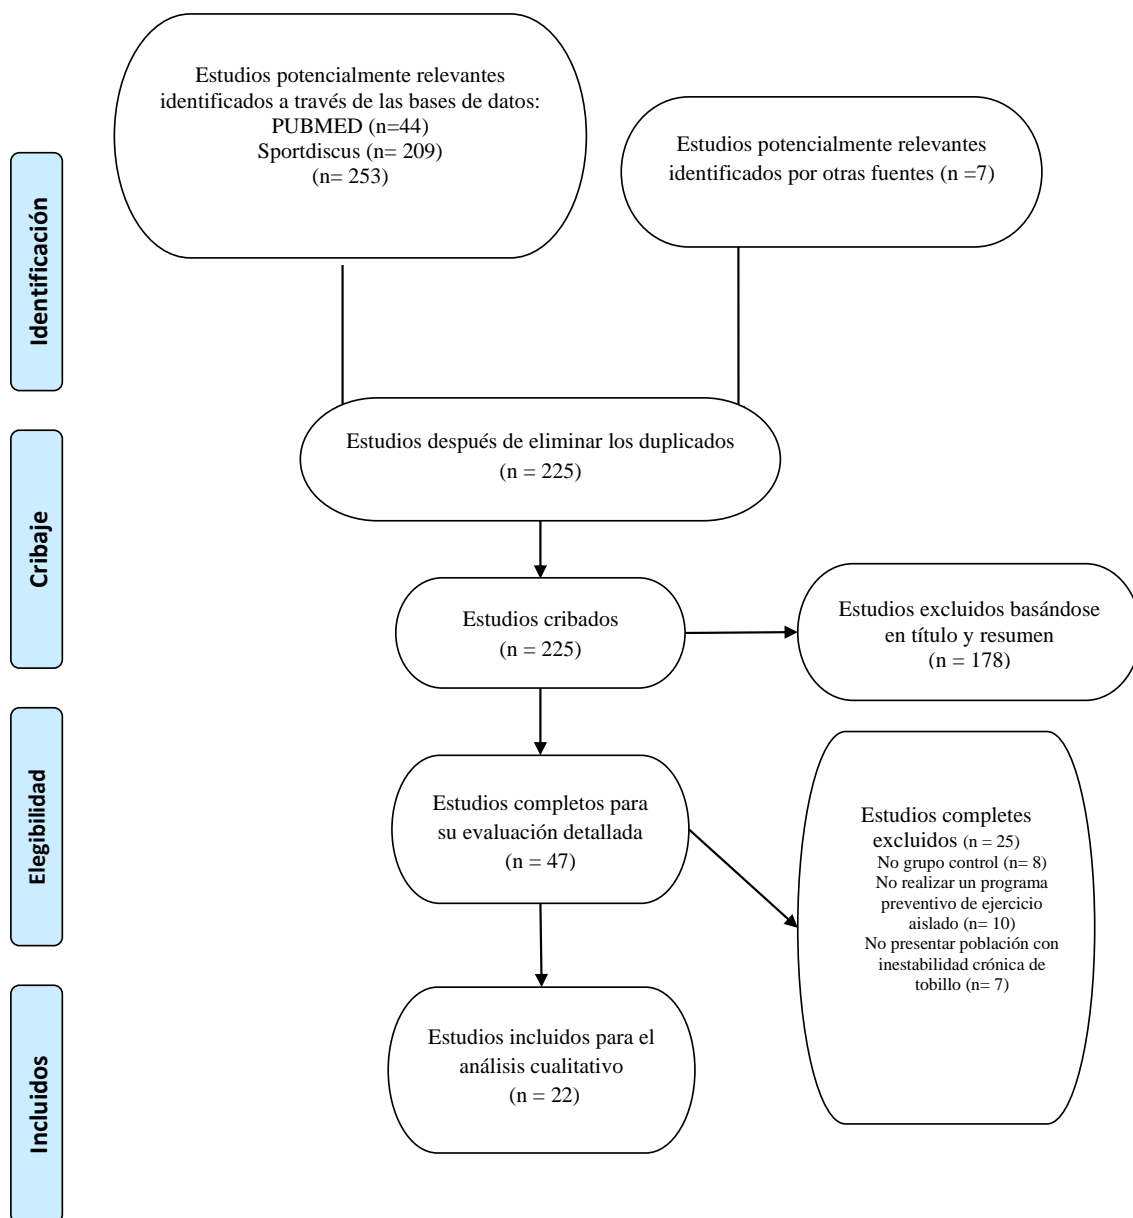 Estudios potencialmente relevantes
identificados a través de las bases de datos:
PUBMED (n=44)
Sportdiscus (n= 209)
(n= 253)
Estudios potencialmente relevantes
identificados por otras fuentes (n =7)
Identificación
Estudios después de eliminar los duplicados
(n = 225)
Cribaje
Estudios cribados
(n = 225)
Estudios excluidos basándose
en título y resumen
(n = 178)
Elegibilidad
Estudios completos para
su evaluación detallada
(n = 47)
Estudios completes
excluidos (n = 25)
No grupo control (n= 8)
No realizar un programa
preventivo de ejercicio
aislado (n= 10)
No presentar población con
inestabilidad crónica de
tobillo (n= 7)
Incluidos
Estudios incluidos para el
análisis cualitativo
(n = 22)